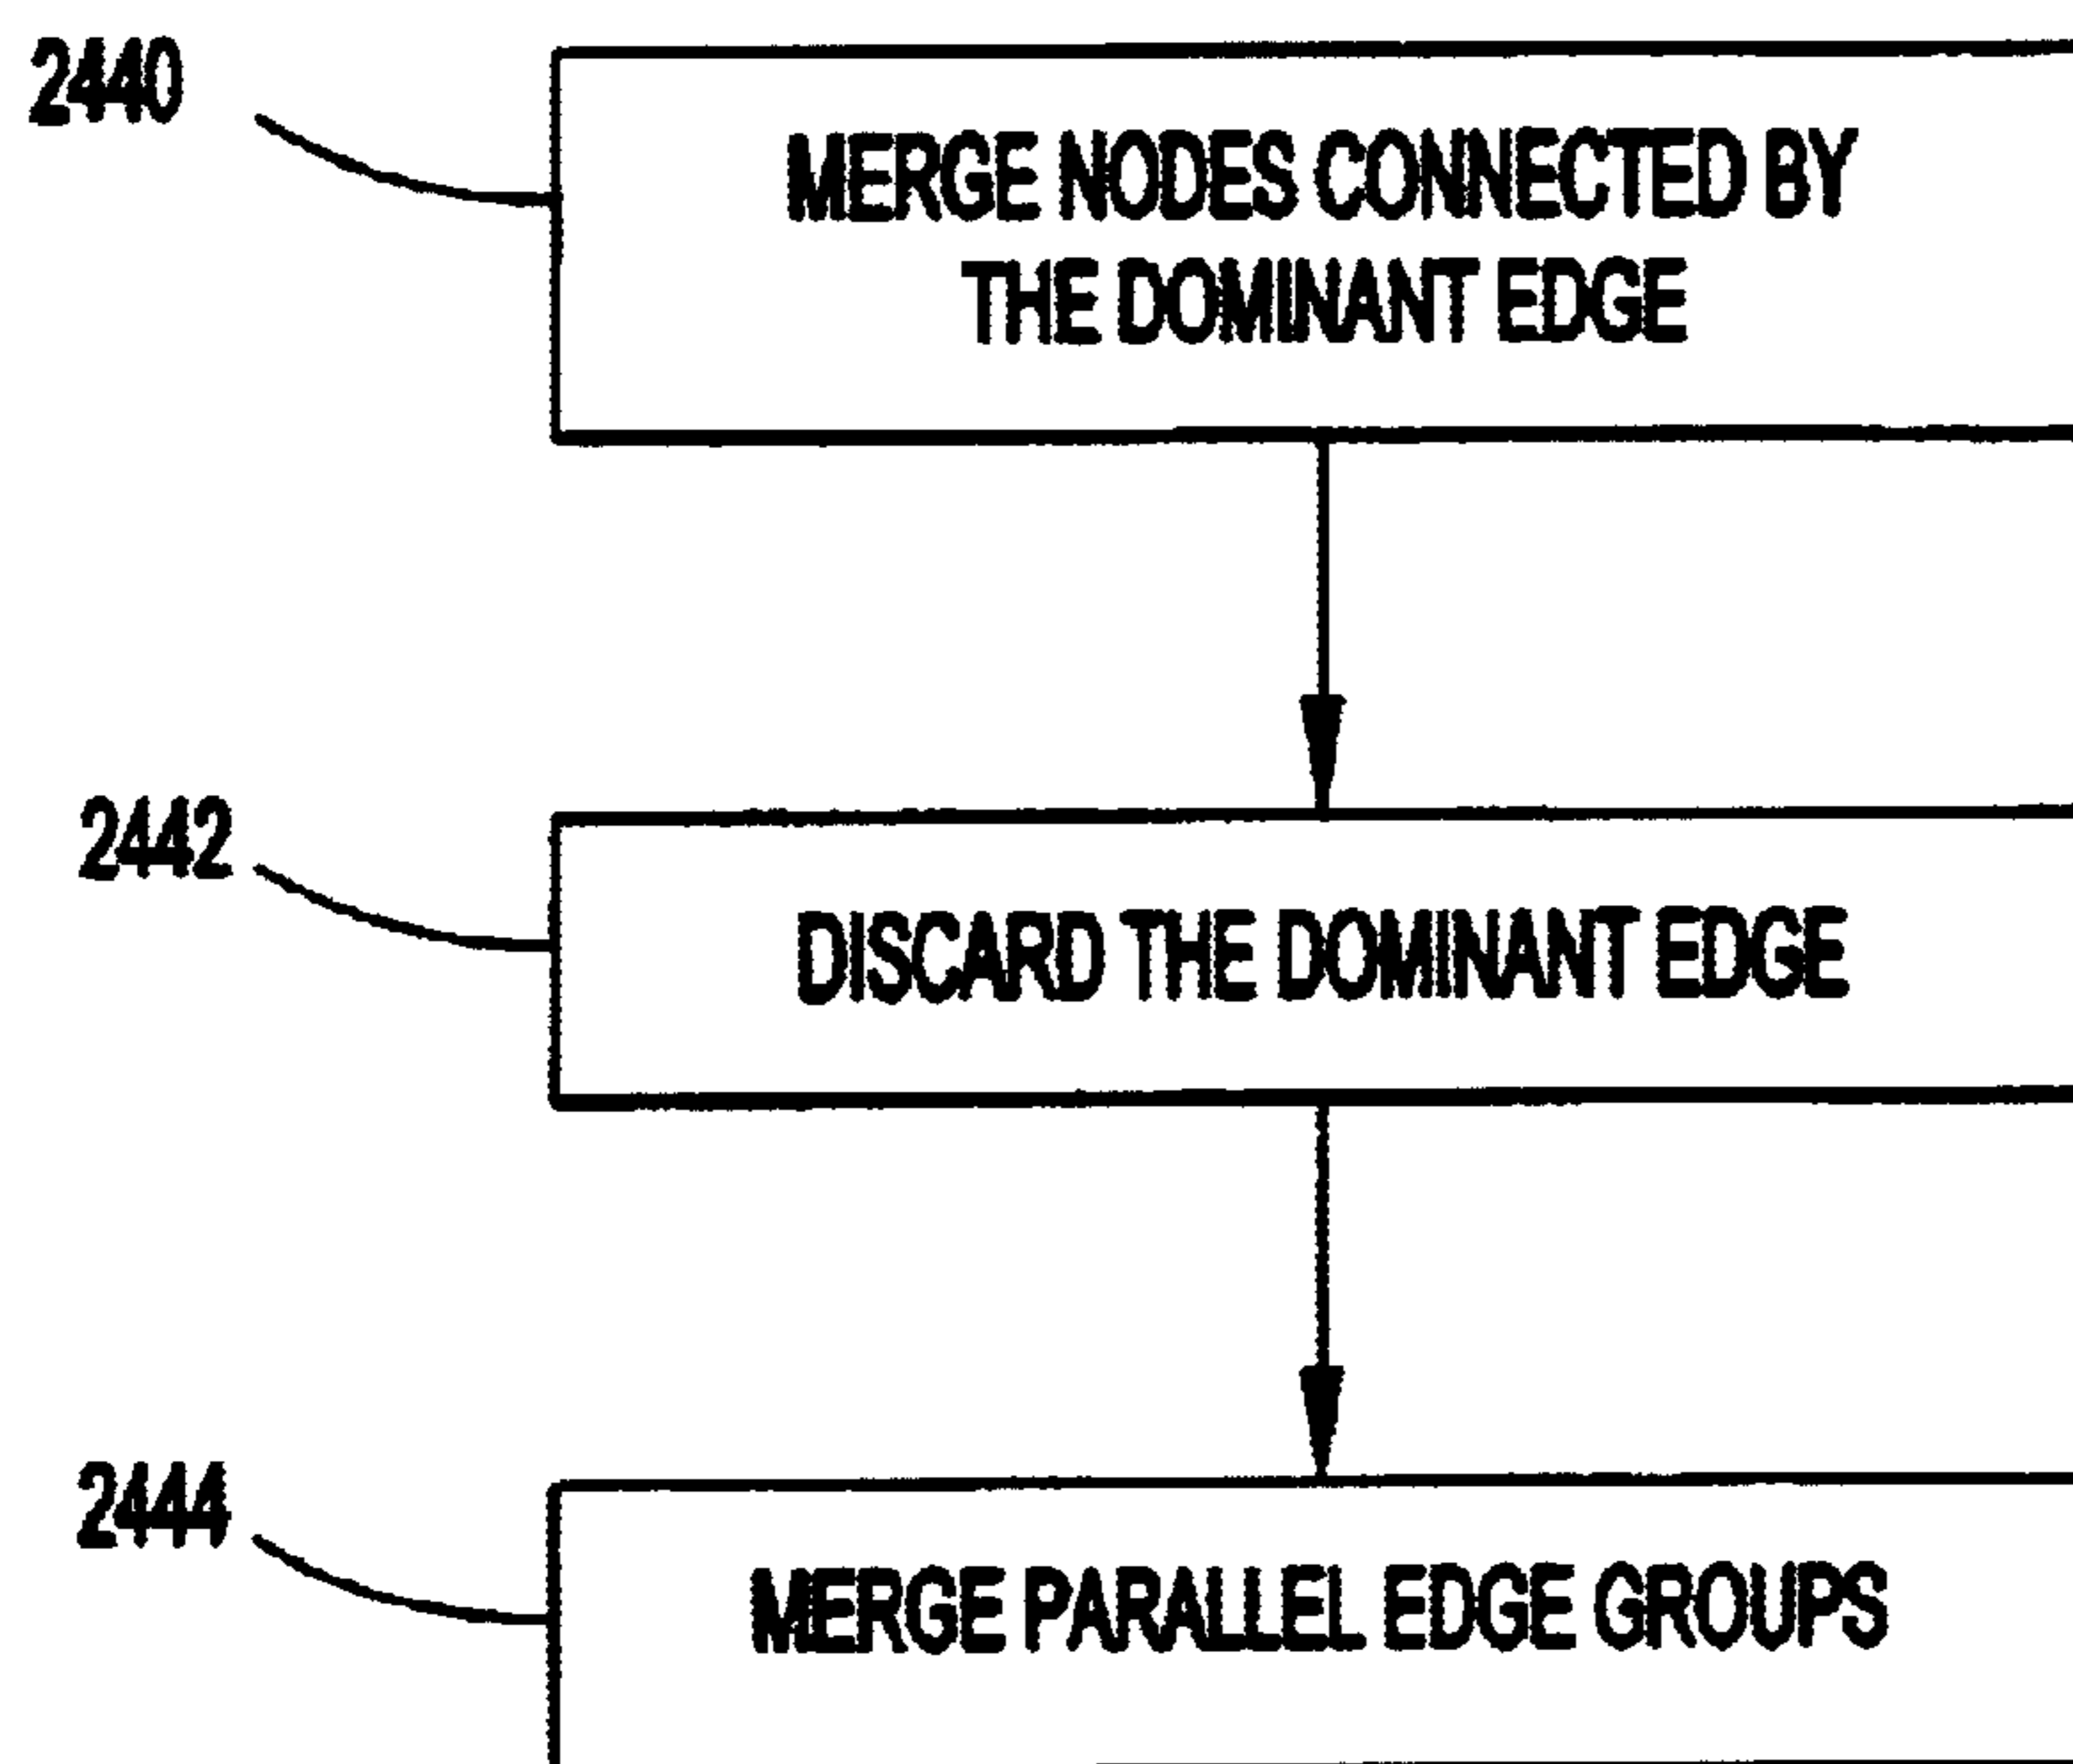 2440
MERGE NODES CONNECTED BY
THE DOMINANT EDGE
2442
DISCARD THE DOMINANT EDGE
2444
MERGE PARALLEL EDGE GROUPS